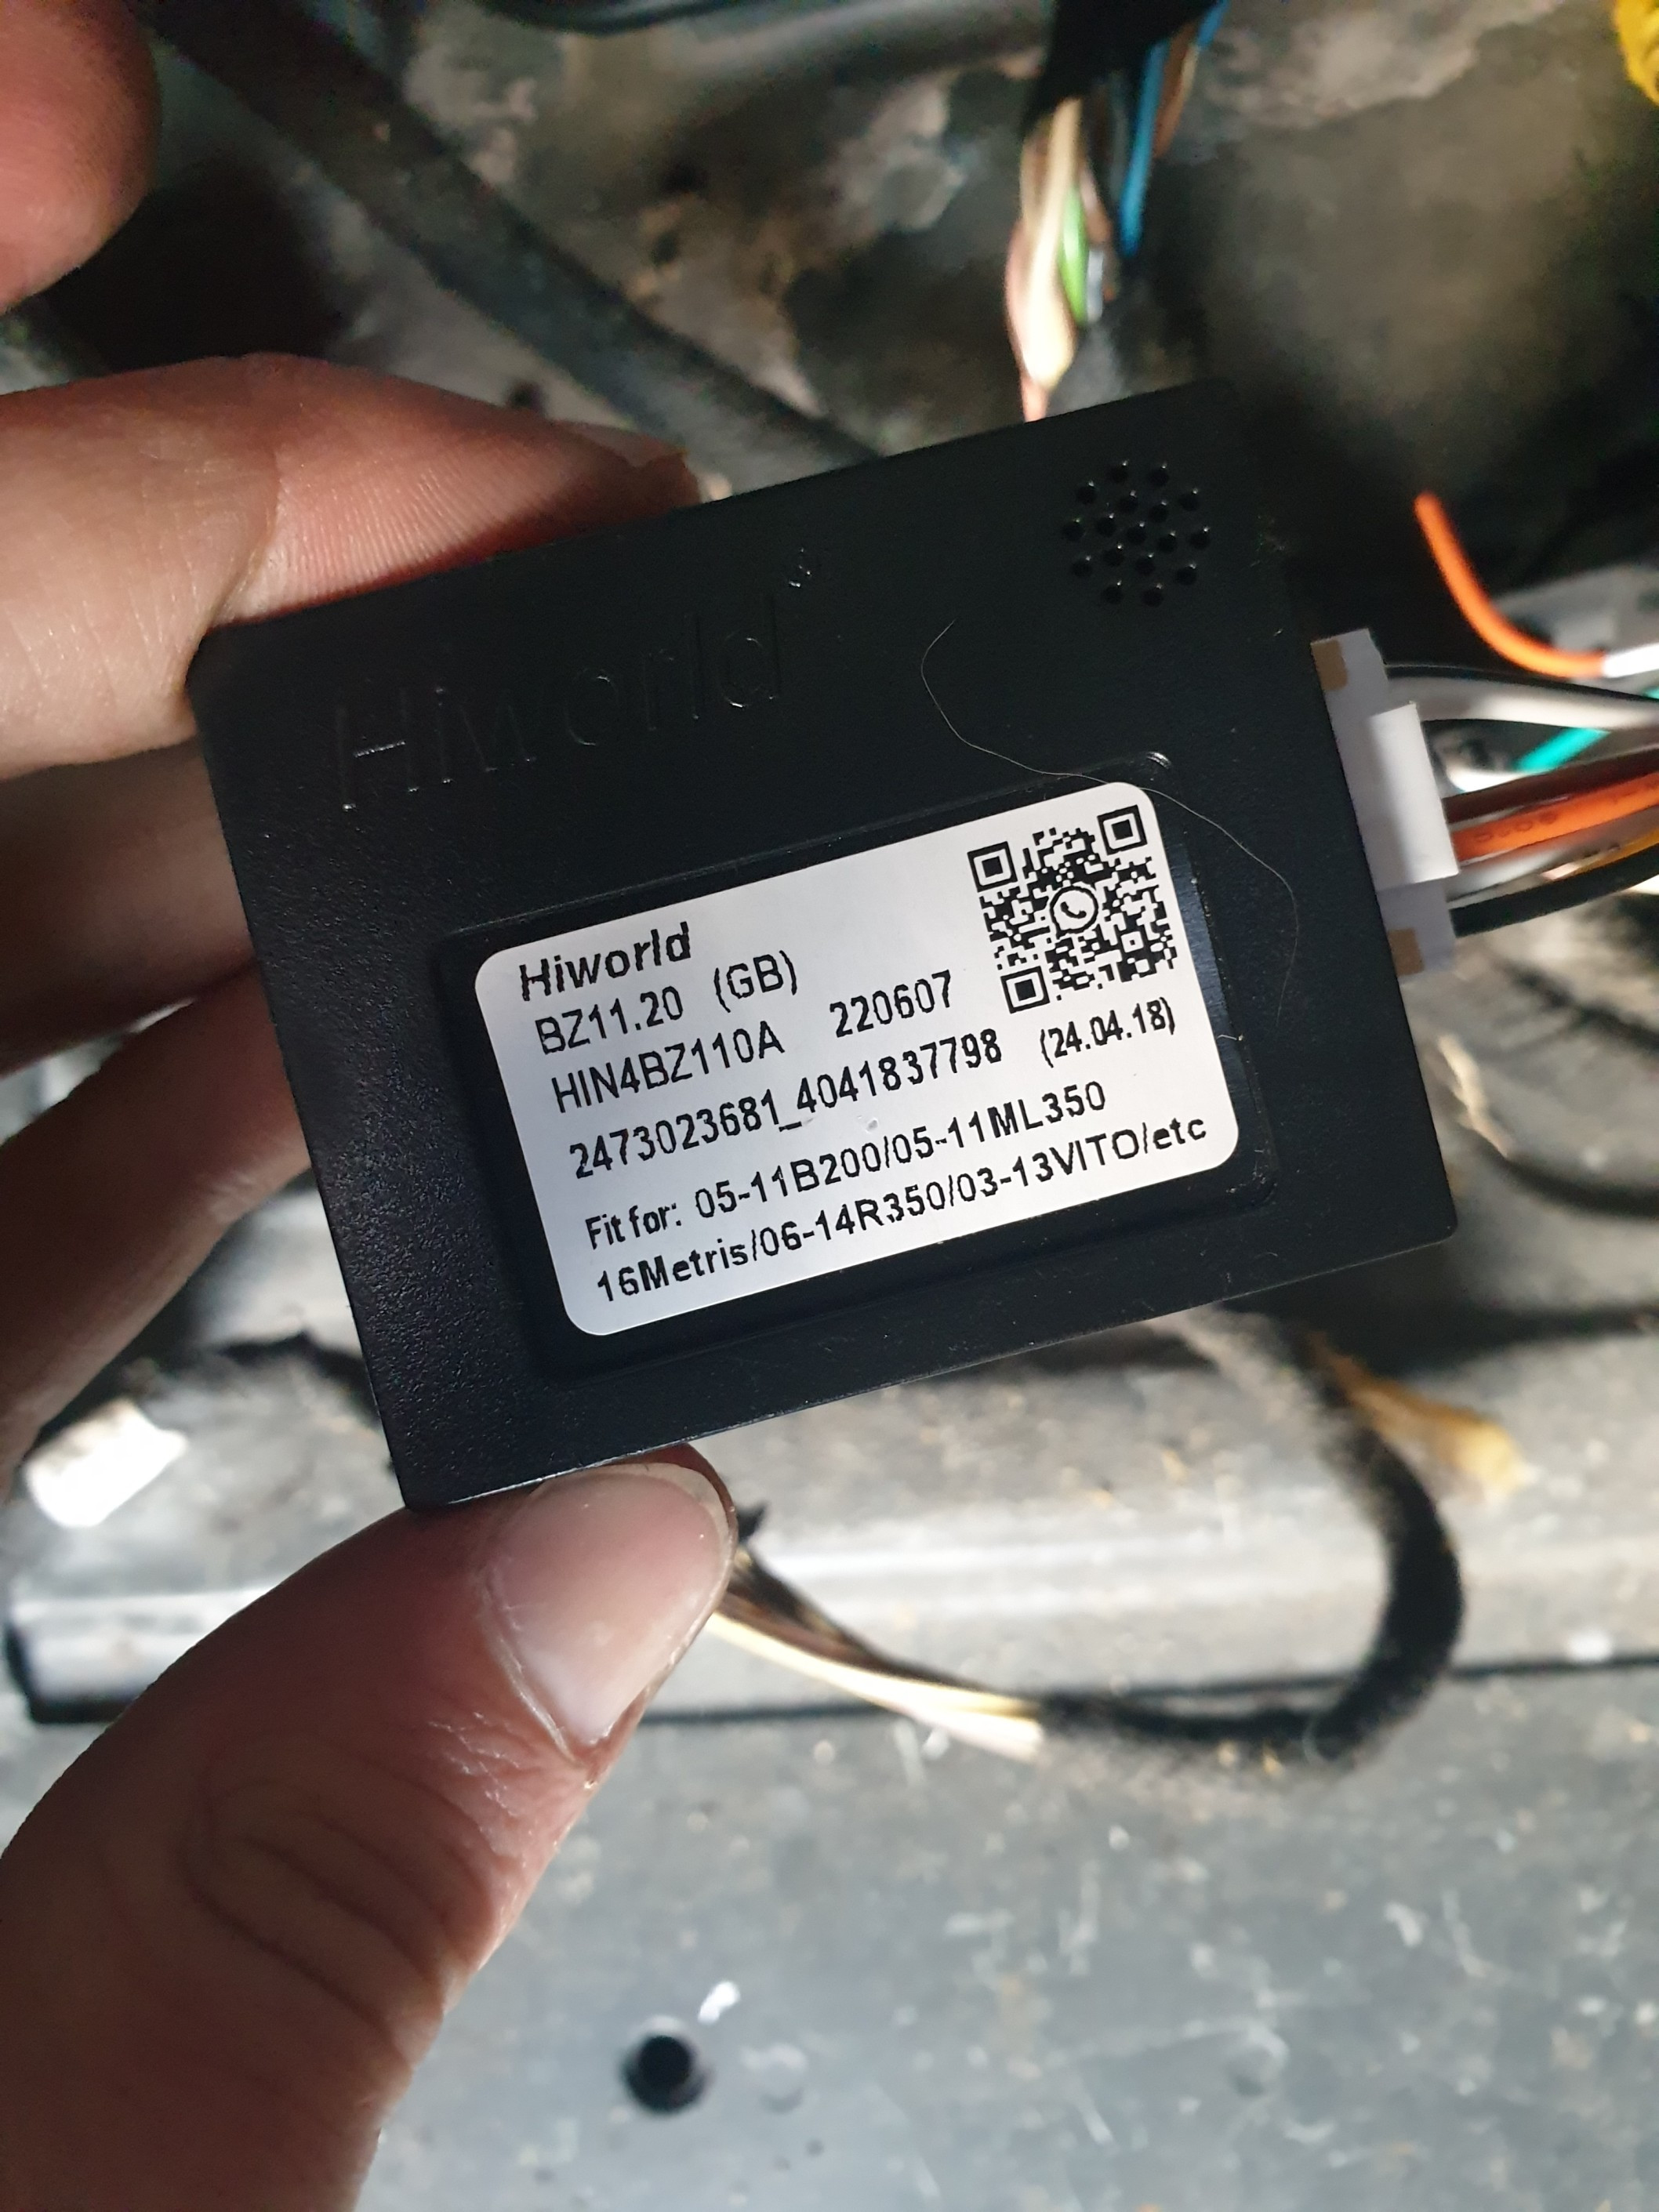 Hiworld
Hiworld
BZ11.20 (GB)
HIN4BZ110A 220607
2473023681_4041837798 (24.04.18)
Fit for: 05-11B200/05-11ML350
16Metris/06-14R350/03-13VITO/etc